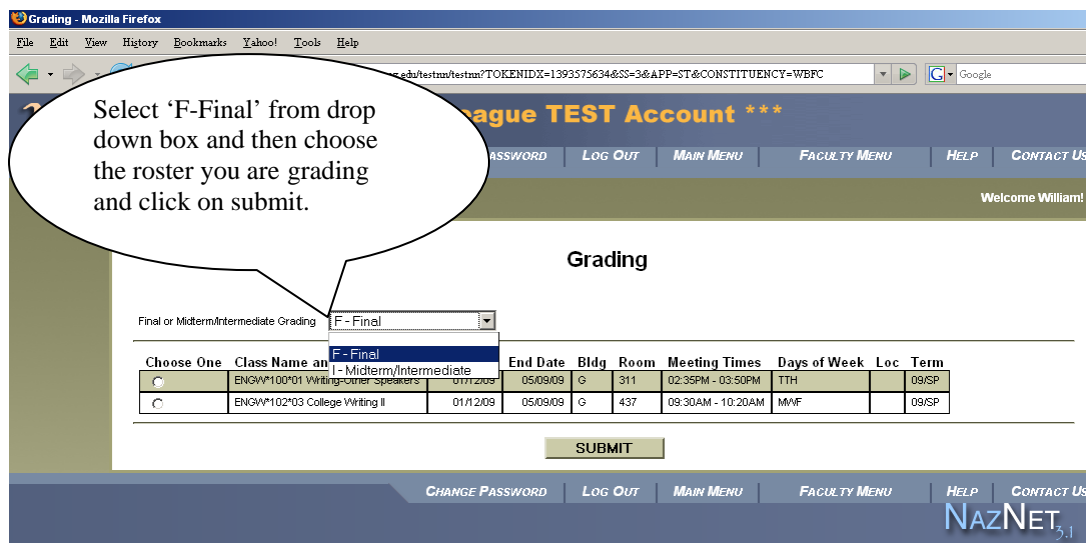 Grading - Mozilla Firefox
File Edit View History Bookmarks Yahoo! Tools Help
.edu/testnn/testnn?TOKENIDX=1393575634&SS=3&APP=ST&CONSTITUENCY=WBFC
G Google
Select ‘F-Final’ from drop
down box and then choose
the roster you are grading
and click on submit.
TEST Account ***
LOG OUT MAIN MENU FACULTY MENU HELP CONTACT US
Welcome William!
Grading
Final or Midterm/Intermediate Grading F - Final
F - Final
I - Midterm/Intermediate
Choose One Class Name an End Date Bldg Room Meeting Times Days of Week Loc Term
ENGW*100*01 Writing-Other Speakers 01/12/09 05/09/09 G 311 02:35PM - 03:50PM TTH 09/SP
ENGW*102*03 College Writing II 01/12/09 05/09/09 G 437 09:30AM - 10:20AM MWF 09/SP
SUBMIT
CHANGE PASSWORD LOG OUT MAIN MENU FACULTY MENU HELP CONTACT US
NAZNET 3.1